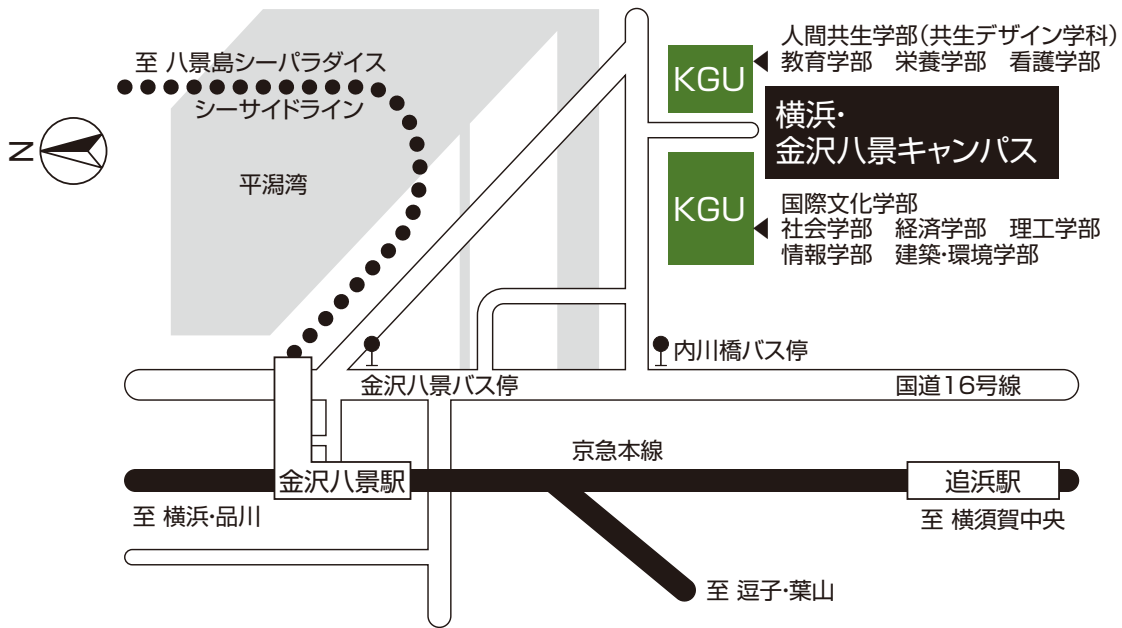 人間共生学部(共生デザイン学科)
教育学部　栄養学部　看護学部
至 八景島シーパラダイス
シーサイドライン
KGU
横浜・
金沢八景キャンパス
N
平潟湾
KGU
国際文化学部
社会学部　経済学部　理工学部
情報学部　建築・環境学部
内川橋バス停
金沢八景バス停
国道16号線
京急本線
金沢八景駅
追浜駅
至 横浜・品川
至 横須賀中央
至 逗子・葉山